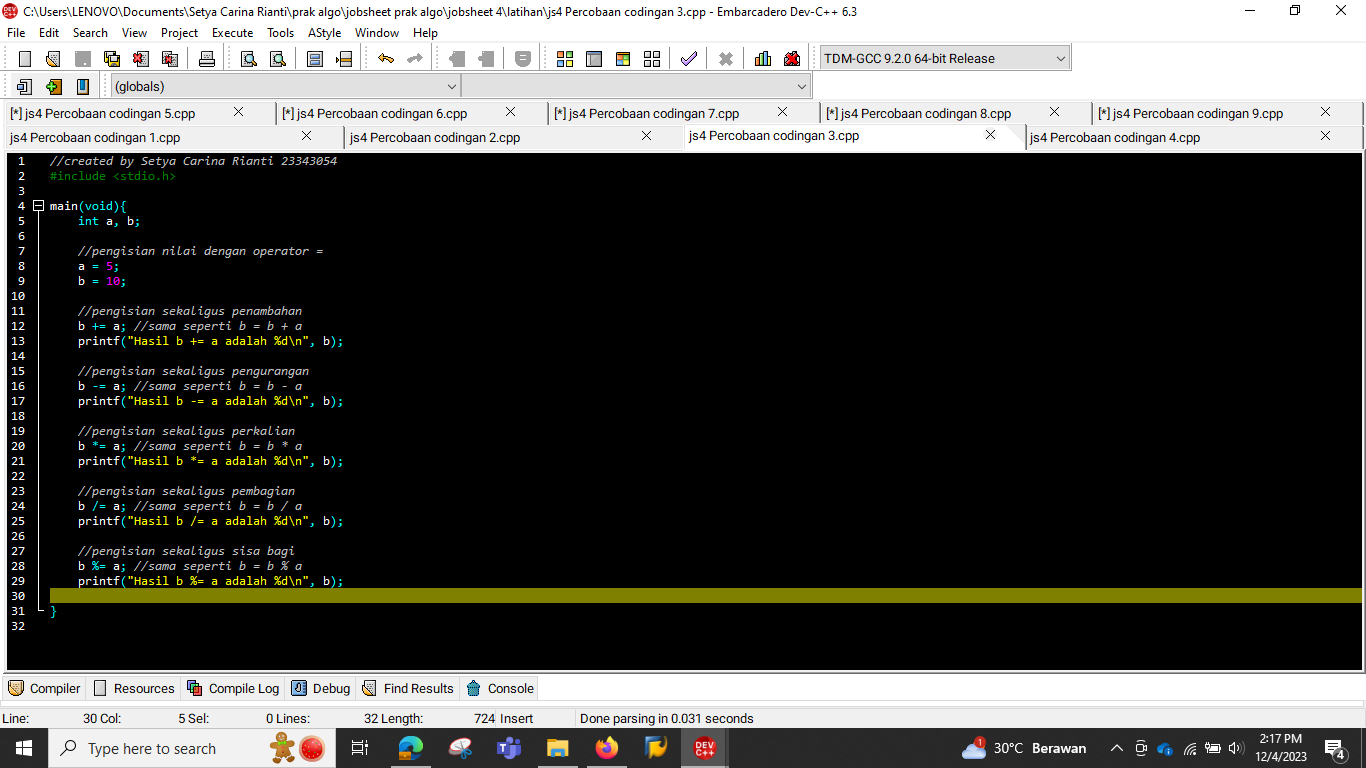 C:\Users\LENOVO\Documents\Setya Carina Rianti\prak algo\jobsheet prak algo\jobsheet 4\latihan\js4 Percobaan codingan 3.cpp - Embarcadero Dev-C++ 6.3
File Edit Search View Project Execute Tools AStyle Window Help
TDM-GCC 9.2.0 64-bit Release
(globals)
[*] js4 Percobaan codingan 5.cpp [*] js4 Percobaan codingan 6.cpp [*] js4 Percobaan codingan 7.cpp [*] js4 Percobaan codingan 8.cpp [*] js4 Percobaan codingan 9.cpp
js4 Percobaan codingan 1.cpp js4 Percobaan codingan 2.cpp js4 Percobaan codingan 3.cpp js4 Percobaan codingan 4.cpp
1 //created by Setya Carina Rianti 23343054
2 #include <stdio.h>
3
4 main(void){
5 int a, b;
6
7 //pengisian nilai dengan operator =
8 a = 5;
9 b = 10;
10
11 //pengisian sekaligus penambahan
12 b += a; //sama seperti b = b + a
13 printf("Hasil b += a adalah %d\n", b);
14
15 //pengisian sekaligus pengurangan
16 b -= a; //sama seperti b = b - a
17 printf("Hasil b -= a adalah %d\n", b);
18
19 //pengisian sekaligus perkalian
20 b *= a; //sama seperti b = b * a
21 printf("Hasil b *= a adalah %d\n", b);
22
23 //pengisian sekaligus pembagian
24 b /= a; //sama seperti b = b / a
25 printf("Hasil b /= a adalah %d\n", b);
26
27 //pengisian sekaligus sisa bagi
28 b %= a; //sama seperti b = b % a
29 printf("Hasil b %= a adalah %d\n", b);
30
31 }
32
Compiler Resources Compile Log Debug Find Results Console
Line: 30 Col: 5 Sel: 0 Lines: 32 Length: 724 Insert Done parsing in 0.031 seconds
Type here to search
DEV C++
1
30°C Berawan
2:17 PM
12/4/2023
4